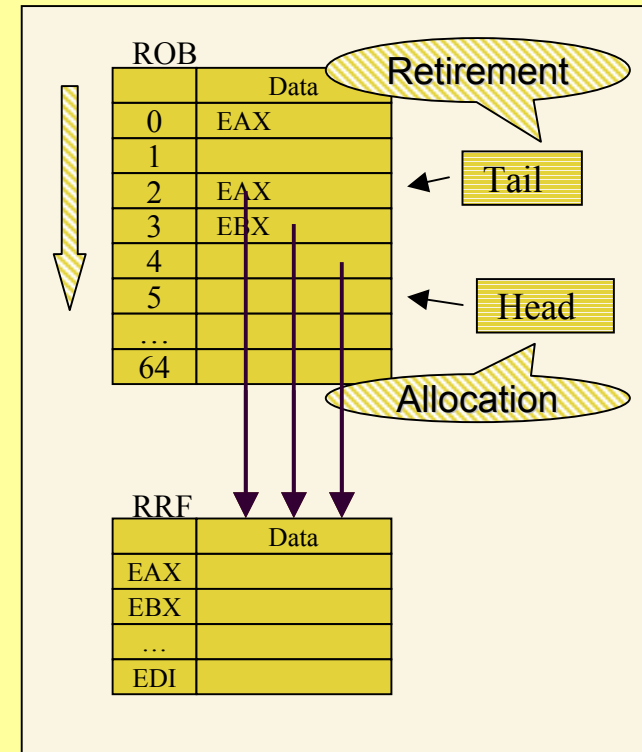 ROB
Data
Retirement
0 EAX
1
2 EAX
Tail
3 EBX
4
5
Head
…
64
Allocation
RRF
Data
EAX
EBX
…
EDI